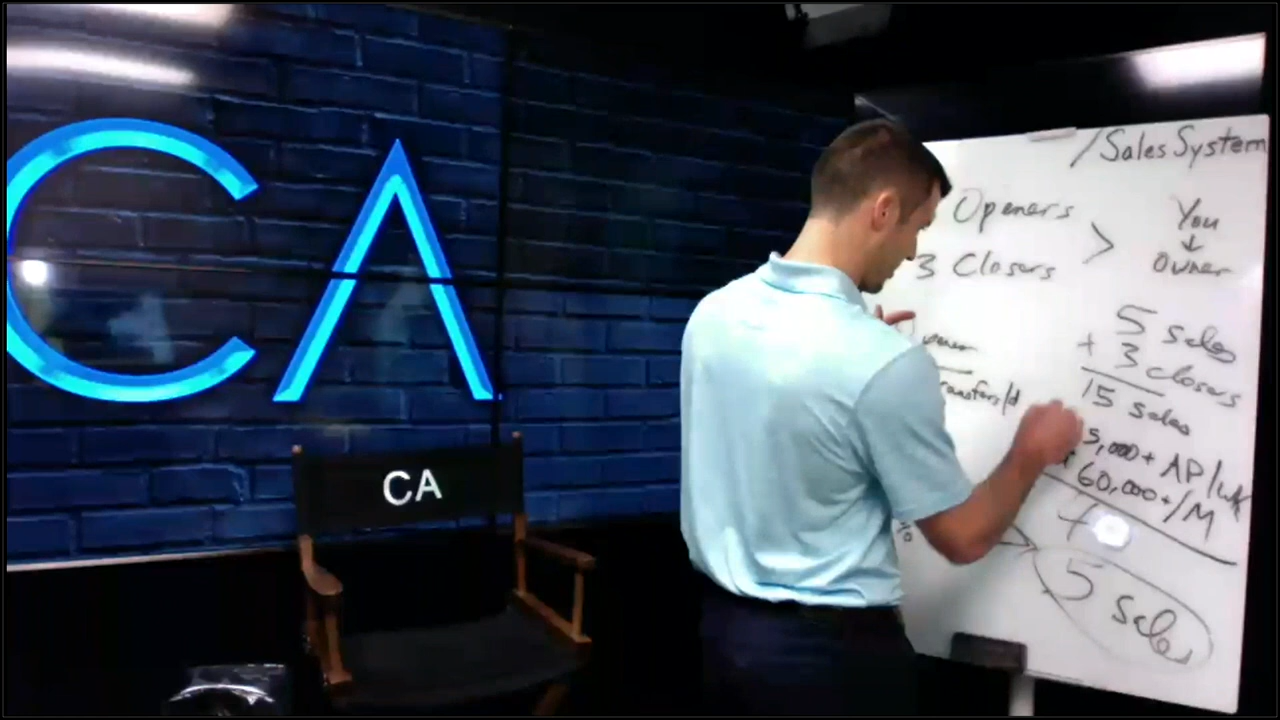 CA
CA
/Sales System
Openers
3 Closers
>
You
↓
Owner
5 sales
+ 3 closers
15 sales
5,000+ AP/wk
60,000+/M
5 sales